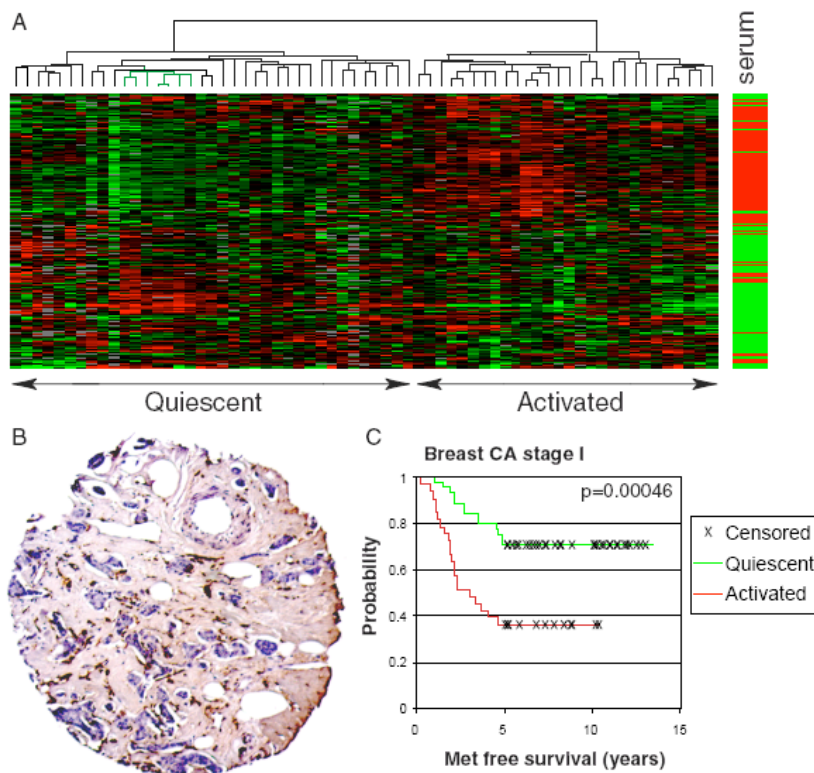 A
serum
Quiescent
Activated
B
C
Breast CA stage I
p=0.00046
1
0.8
0.6
0.4
0.2
0
0
5
10
15
Probability
Met free survival (years)
Censored
Quiescent
Activated